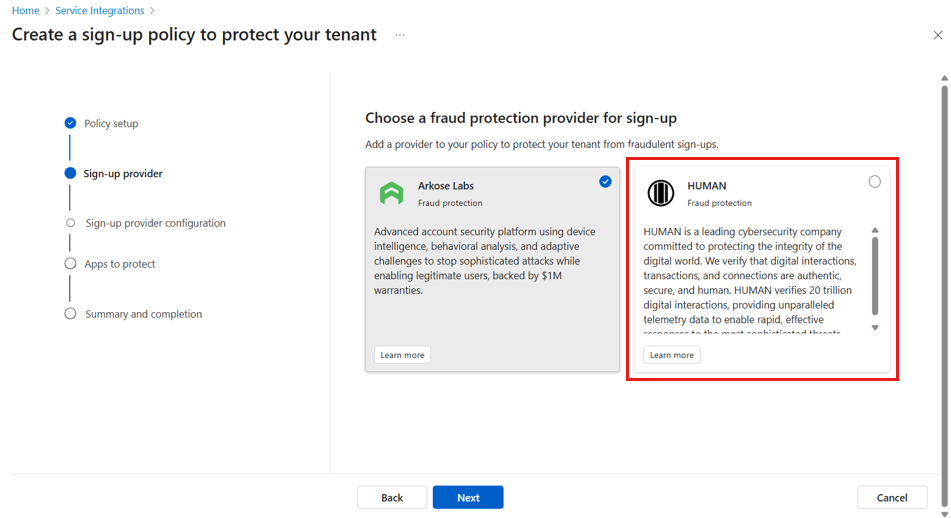 Home > Service Integrations >
Create a sign-up policy to protect your tenant ...
Policy setup
Sign-up provider
Sign-up provider configuration
Apps to protect
Summary and completion
Choose a fraud protection provider for sign-up
Add a provider to your policy to protect your tenant from fraudulent sign-ups.
Arkose Labs
Fraud protection
Advanced account security platform using device
intelligence, behavioral analysis, and adaptive
challenges to stop sophisticated attacks while
enabling legitimate users, backed by $1M
warranties.
Learn more
HUMAN
Fraud protection
HUMAN is a leading cybersecurity company
committed to protecting the integrity of the
digital world. We verify that digital interactions,
transactions, and connections are authentic,
secure, and human. HUMAN verifies 20 trillion
digital interactions, providing unparalleled
telemetry data to enable rapid, effective
responses to the most sophisticated threats
Learn more
Back
Next
Cancel